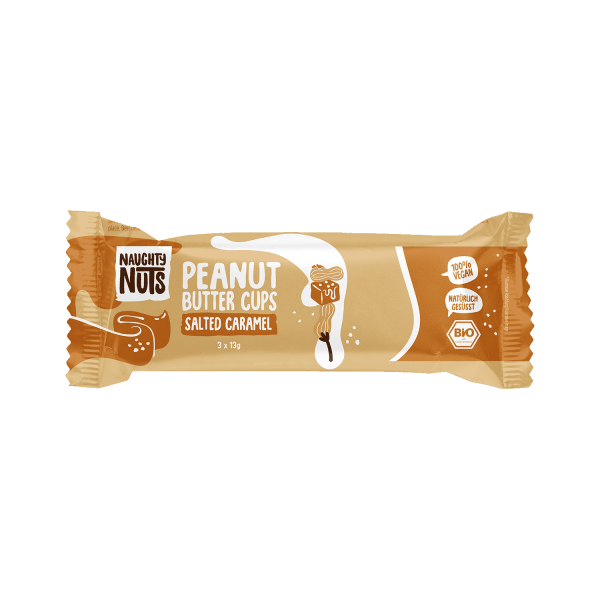 NAUGHTY
NUTS
PEANUT
BUTTER CUPS
SALTED CARAMEL
3 x 13g
100%
VEGAN
NATÜRLICH
GESÜSST
BIO